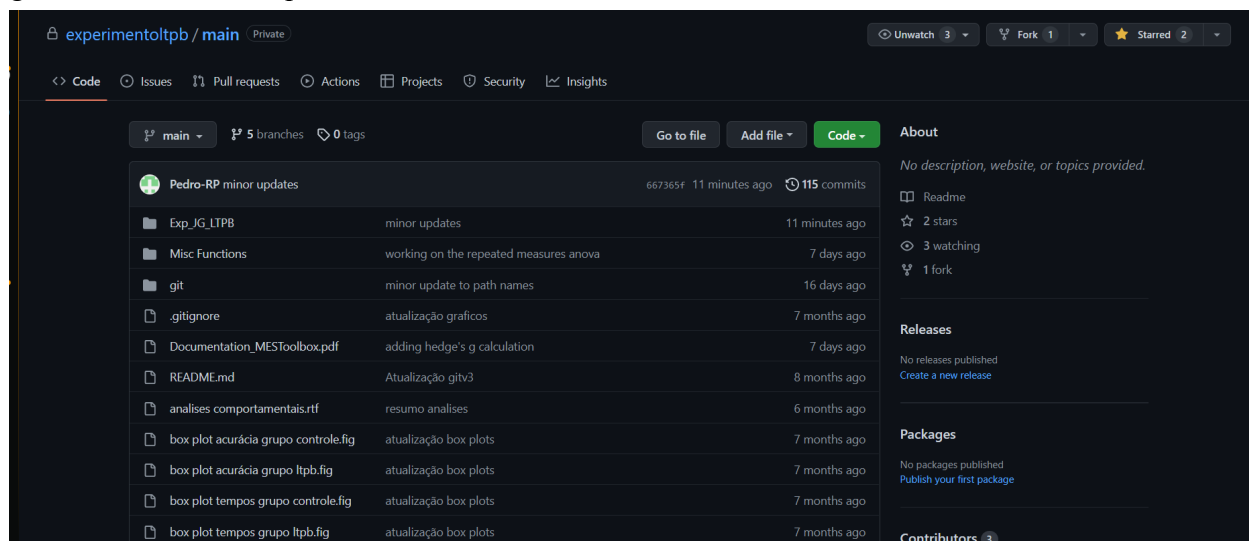 experimentoltpb / main Private Unwatch 3 Fork 1 Starred 2
Code Issues Pull requests Actions Projects Security Insights
main 5 branches 0 tags Go to file Add file Code
Pedro-RP minor updates 667365f 11 minutes ago 115 commits
Exp_JG_LTPB minor updates 11 minutes ago
Misc Functions working on the repeated measures anova 7 days ago
git minor update to path names 16 days ago
.gitignore atualização graficos 7 months ago
Documentation_MESToolbox.pdf adding hedge's g calculation 7 days ago
README.md Atualização gitv3 8 months ago
analises comportamentais.rtf resumo analises 6 months ago
box plot acurácia grupo controle.fig atualização box plots 7 months ago
box plot acurácia grupo ltpb.fig atualização box plots 7 months ago
box plot tempos grupo controle.fig atualização box plots 7 months ago
box plot tempos grupo ltpb.fig atualização box plots 7 months ago
About
No description, website, or topics provided.
Readme
2 stars
3 watching
1 fork
Releases
No releases published
Create a new release
Packages
No packages published
Publish your first package
Contributors 3